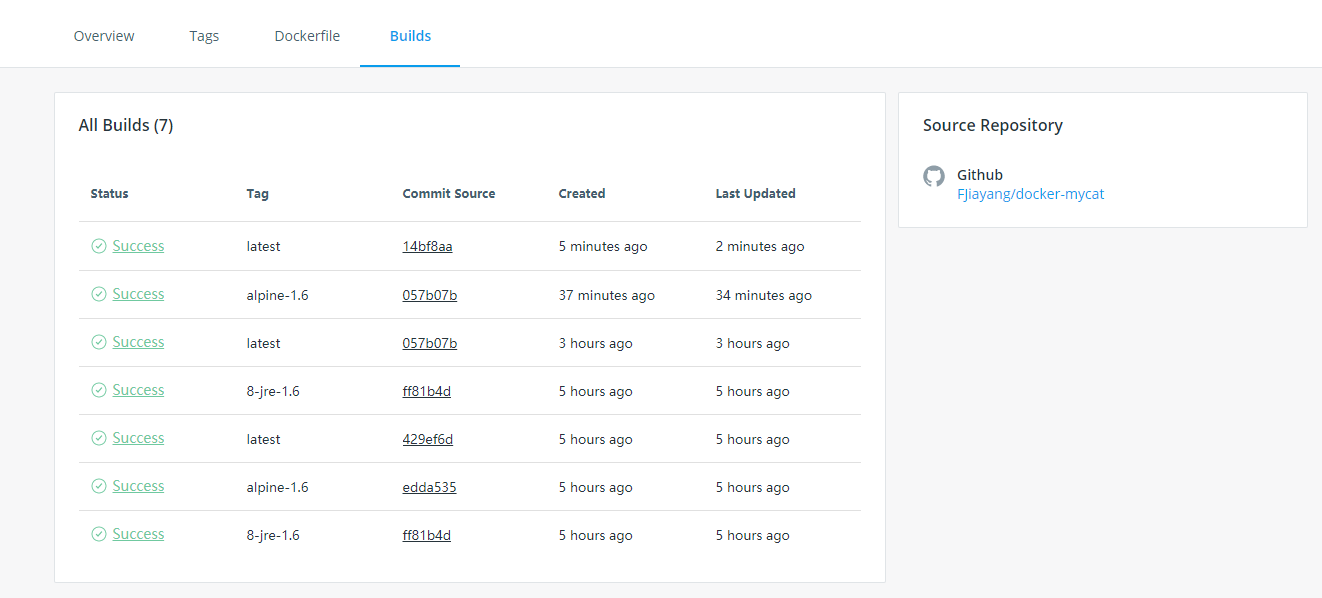 Overview Tags Dockerfile Builds
All Builds (7)
Status Tag Commit Source Created Last Updated
Success latest 14bf8aa 5 minutes ago 2 minutes ago
Success alpine-1.6 057b07b 37 minutes ago 34 minutes ago
Success latest 057b07b 3 hours ago 3 hours ago
Success 8-jre-1.6 ff81b4d 5 hours ago 5 hours ago
Success latest 429ef6d 5 hours ago 5 hours ago
Success alpine-1.6 edda535 5 hours ago 5 hours ago
Success 8-jre-1.6 ff81b4d 5 hours ago 5 hours ago
Source Repository
Github
FJiayang/docker-mycat